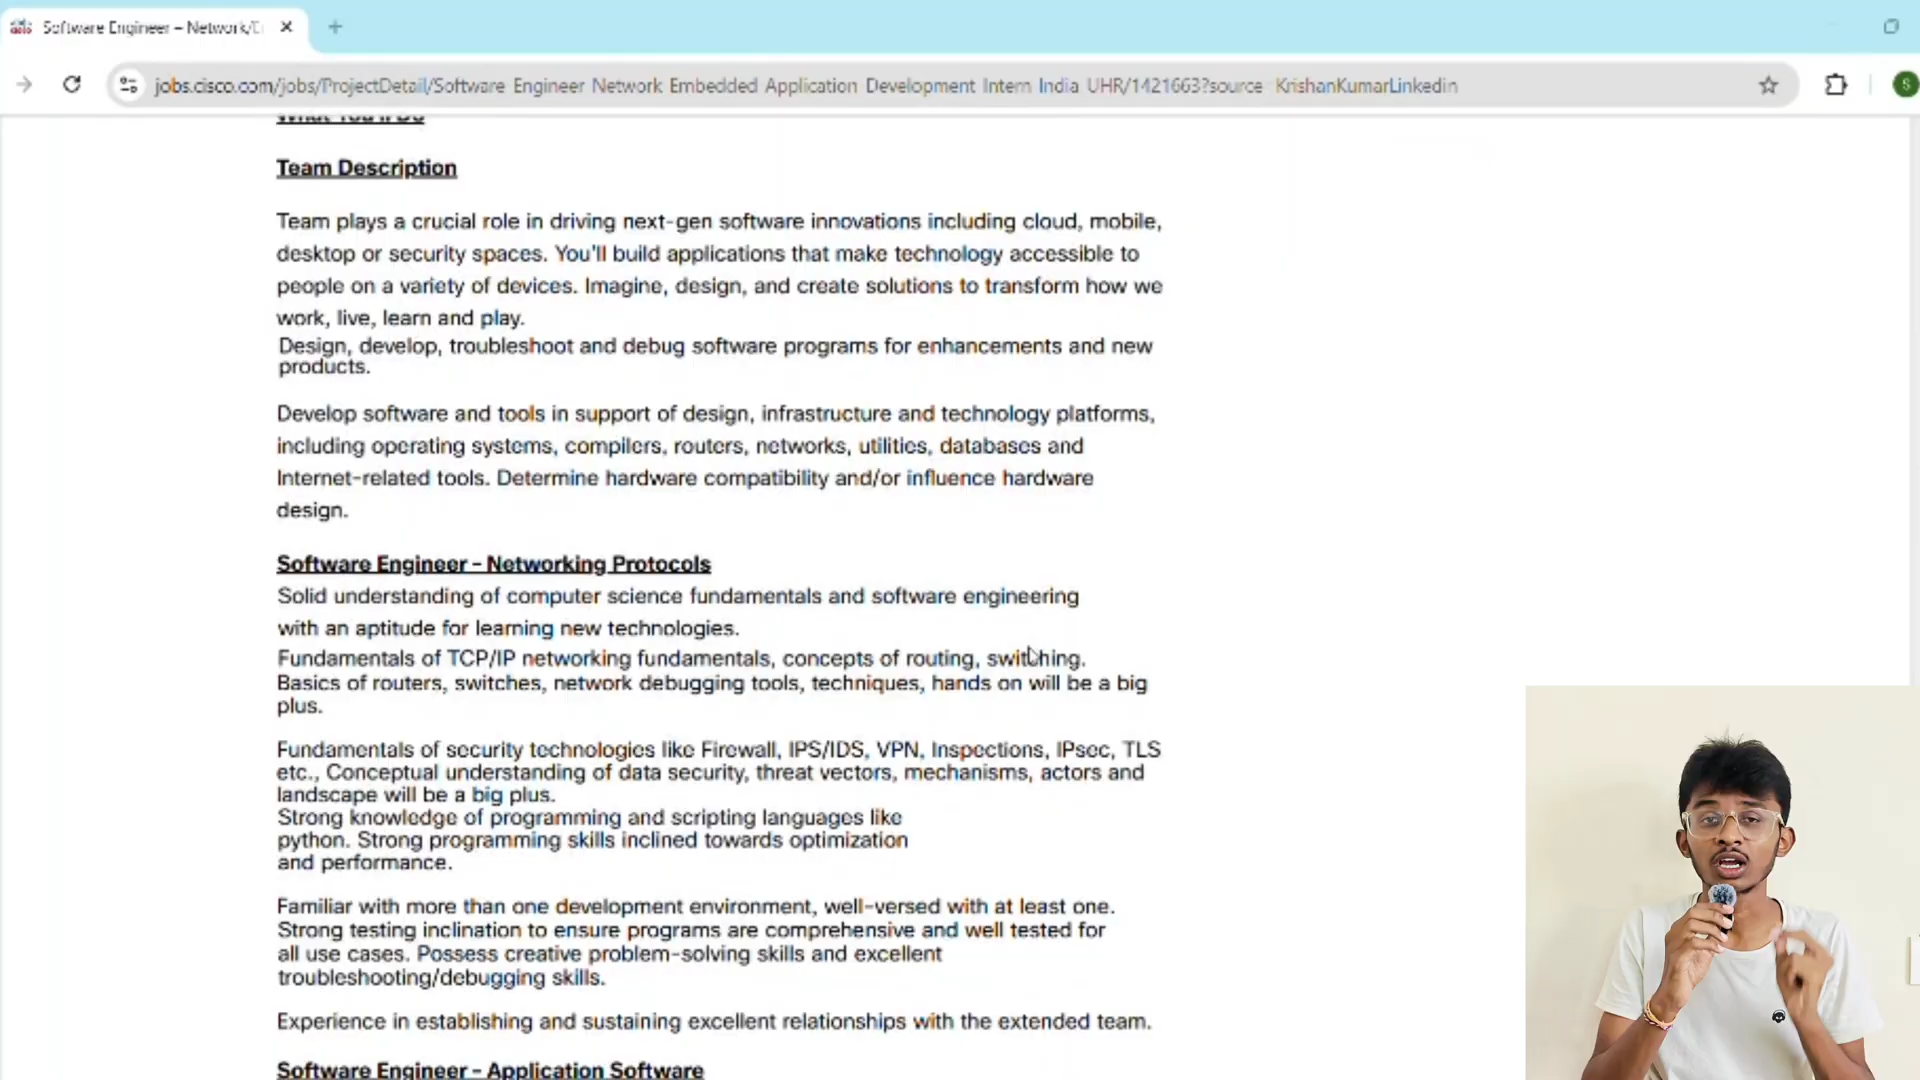 Software Engineer – Network/E
jobs.cisco.com/jobs/ProjectDetail/Software Engineer Network Embedded Application Development Intern India UHR/1421663?source KrishanKumarLinkedin
S
What You'll Do
Team Description
Team plays a crucial role in driving next-gen software innovations including cloud, mobile,
desktop or security spaces. You'll build applications that make technology accessible to
people on a variety of devices. Imagine, design, and create solutions to transform how we
work, live, learn and play.
Design, develop, troubleshoot and debug software programs for enhancements and new
products.
Develop software and tools in support of design, infrastructure and technology platforms,
including operating systems, compilers, routers, networks, utilities, databases and
Internet-related tools. Determine hardware compatibility and/or influence hardware
design.
Software Engineer - Networking Protocols
Solid understanding of computer science fundamentals and software engineering
with an aptitude for learning new technologies.
Fundamentals of TCP/IP networking fundamentals, concepts of routing, switching.
Basics of routers, switches, network debugging tools, techniques, hands on will be a big
plus.
Fundamentals of security technologies like Firewall, IPS/IDS, VPN, Inspections, IPsec, TLS
etc., Conceptual understanding of data security, threat vectors, mechanisms, actors and
landscape will be a big plus.
Strong knowledge of programming and scripting languages like
python. Strong programming skills inclined towards optimization
and performance.
Familiar with more than one development environment, well-versed with at least one.
Strong testing inclination to ensure programs are comprehensive and well tested for
all use cases. Possess creative problem-solving skills and excellent
troubleshooting/debugging skills.
Experience in establishing and sustaining excellent relationships with the extended team.
Software Engineer - Application Software